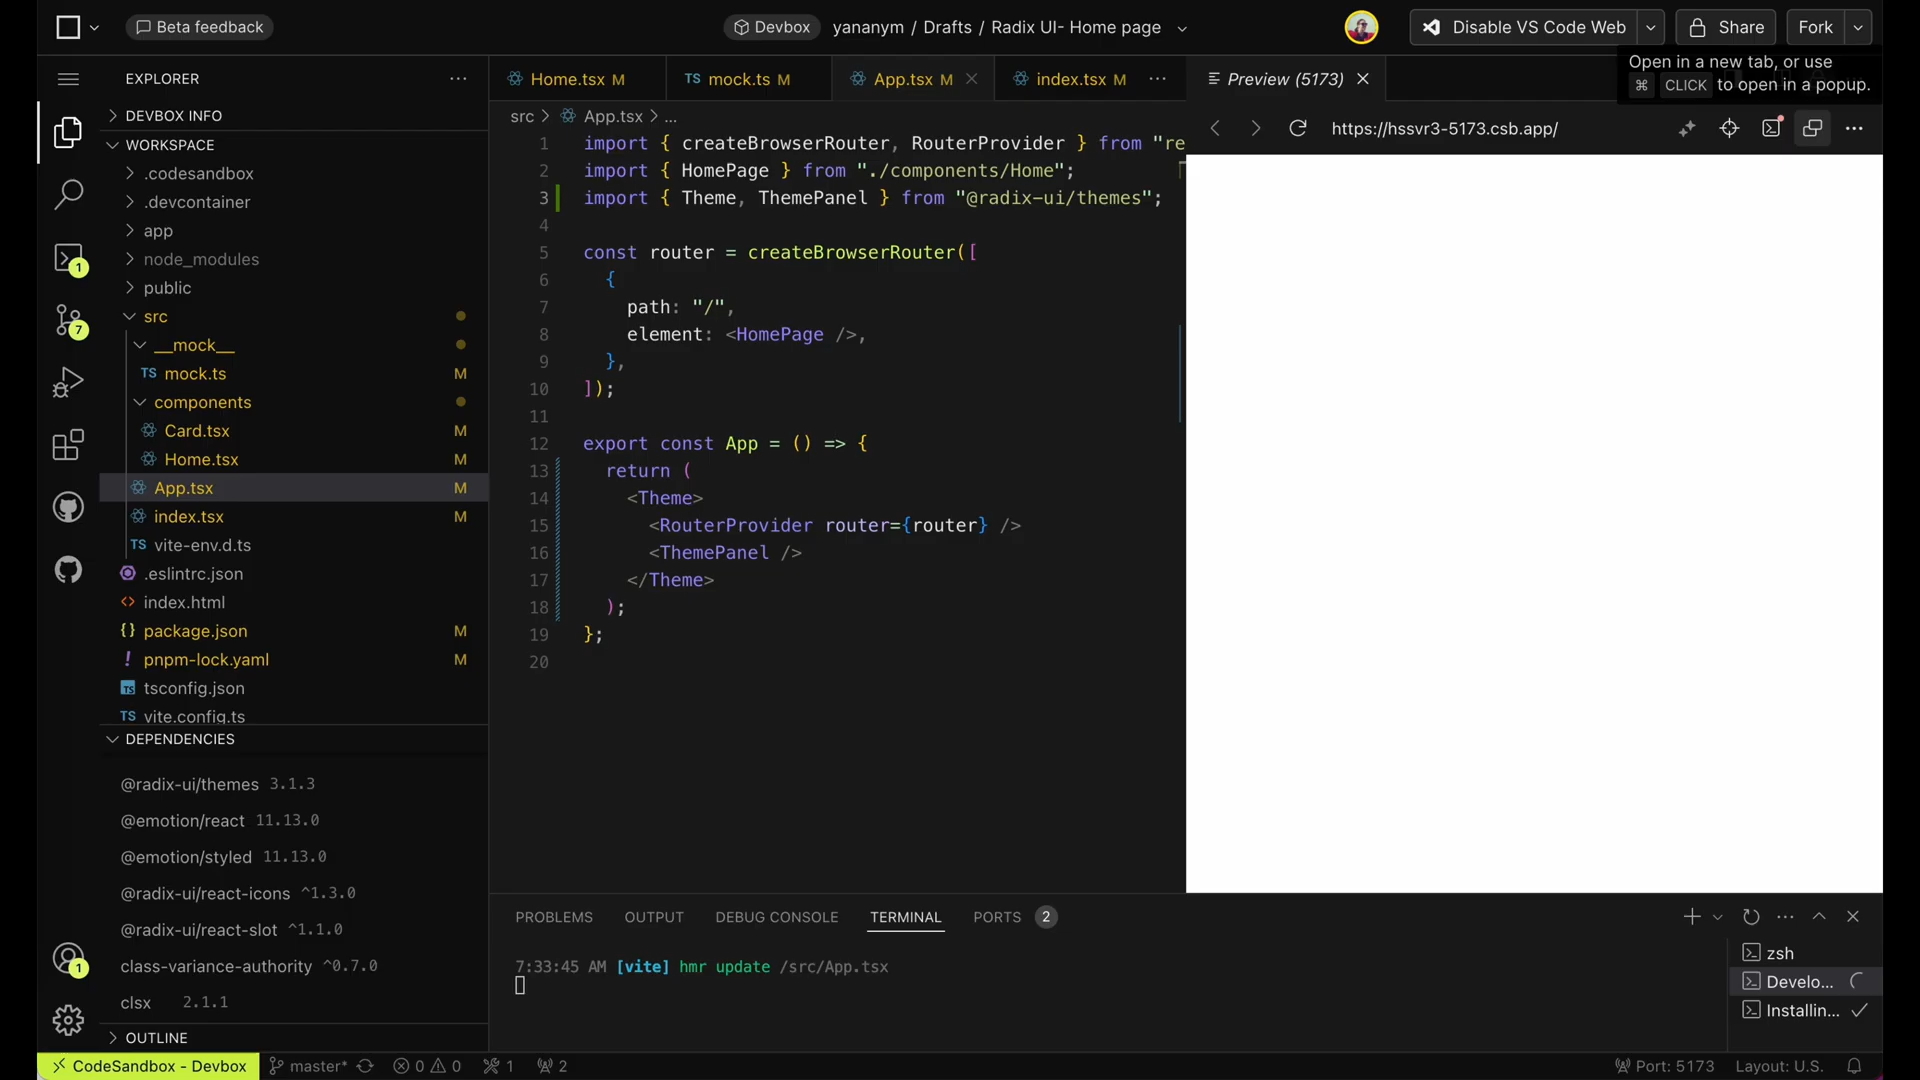 Beta feedback
Devbox yananym / Drafts / Radix UI- Home page
Disable VS Code Web
Share
Fork
Open in a new tab, or use
⌘ CLICK to open in a popup.
EXPLORER
DEVBOX INFO
WORKSPACE
.codesandbox
.devcontainer
app
node_modules
public
src
__mock__
TS mock.ts M
components
Card.tsx M
Home.tsx M
App.tsx M
index.tsx M
TS vite-env.d.ts
.eslintrc.json
<> index.html
{} package.json M
! pnpm-lock.yaml M
TS tsconfig.json
TS vite.config.ts
DEPENDENCIES
@radix-ui/themes 3.1.3
@emotion/react 11.13.0
@emotion/styled 11.13.0
@radix-ui/react-icons ^1.3.0
@radix-ui/react-slot ^1.1.0
class-variance-authority ^0.7.0
clsx 2.1.1
OUTLINE
1
7
1
Home.tsx M
TS mock.ts M
App.tsx M
index.tsx M
src > App.tsx > ...
1 import { createBrowserRouter, RouterProvider } from "re
2 import { HomePage } from "./components/Home";
3 import { Theme, ThemePanel } from "@radix-ui/themes";
4
5 const router = createBrowserRouter([
6 {
7 path: "/",
8 element: <HomePage />,
9 },
10 ]);
11
12 export const App = () => {
13 return (
14 <Theme>
15 <RouterProvider router={router} />
16 <ThemePanel />
17 </Theme>
18 );
19 };
20
Preview (5173)
https://hssvr3-5173.csb.app/
PROBLEMS
OUTPUT
DEBUG CONSOLE
TERMINAL
PORTS 2
7:33:45 AM [vite] hmr update /src/App.tsx
zsh
Develo...
Installin...
CodeSandbox - Devbox
master*
0 0
1
2
Port: 5173
Layout: U.S.